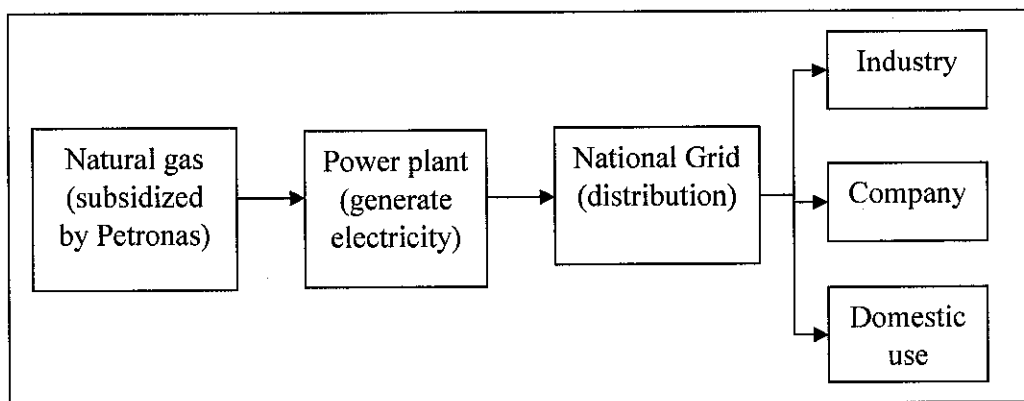 Natural gas
(subsidized
by Petronas)
Power plant
(generate
electricity)
National Grid
(distribution)
Industry
Company
Domestic
use